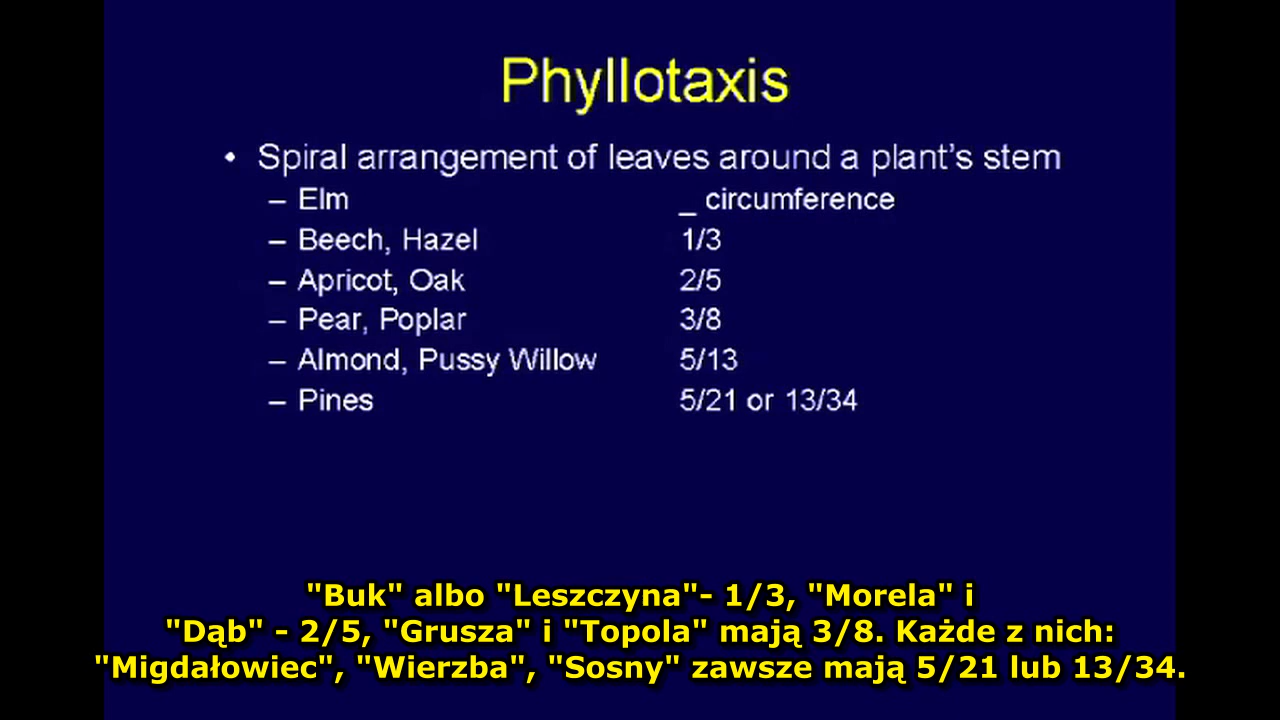 Phyllotaxis
• Spiral arrangement of leaves around a plant's stem
– Elm _ circumference
– Beech, Hazel 1/3
– Apricot, Oak 2/5
– Pear, Poplar 3/8
– Almond, Pussy Willow 5/13
– Pines 5/21 or 13/34
"Buk" albo "Leszczyna"- 1/3, "Morela" i
"Dąb" - 2/5, "Grusza" i "Topola" mają 3/8. Każde z nich:
"Migdałowiec", "Wierzba", "Sosny" zawsze mają 5/21 lub 13/34.